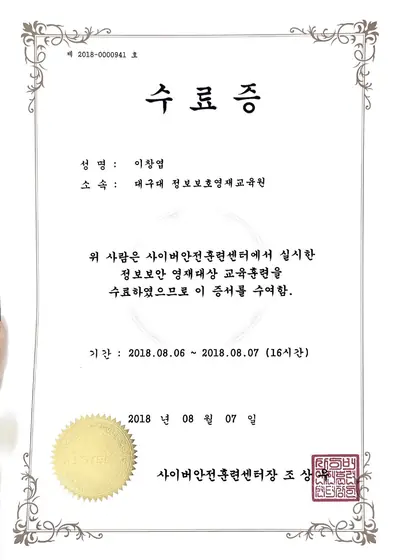 제 2018-0000941 호
수료증
성 명 : 이창엽
소 속 : 대구대 정보보호영재교육원
위 사람은 사이버안전훈련센터에서 실시한
정보보안 영재대상 교육훈련을
수료하였으므로 이 증서를 수여함.
기 간 : 2018.08.06 ~ 2018.08.07 (16시간)
2018 년 08 월 07 일
사이버안전훈련센터장 조 상